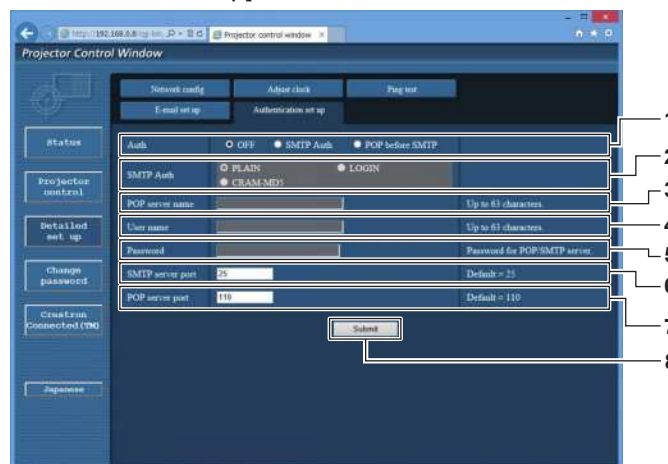 Projector control window
Projector Control Window
Network config Adjust clock Ping test
E-mail set up Authentication set up
Status
Projector control
Detailed set up
Change password
Crestron Connected(TM)
Japanese
Auth OFF SMTP Auth POP before SMTP
SMTP Auth PLAIN LOGIN
CRAM-MD5
POP server name Up to 63 characters.
User name Up to 63 characters.
Password Password for POP/SMTP server
SMTP server port 25 Default = 25
POP server port 110 Default = 110
Submit
1
2
3
4
5
6
7
8